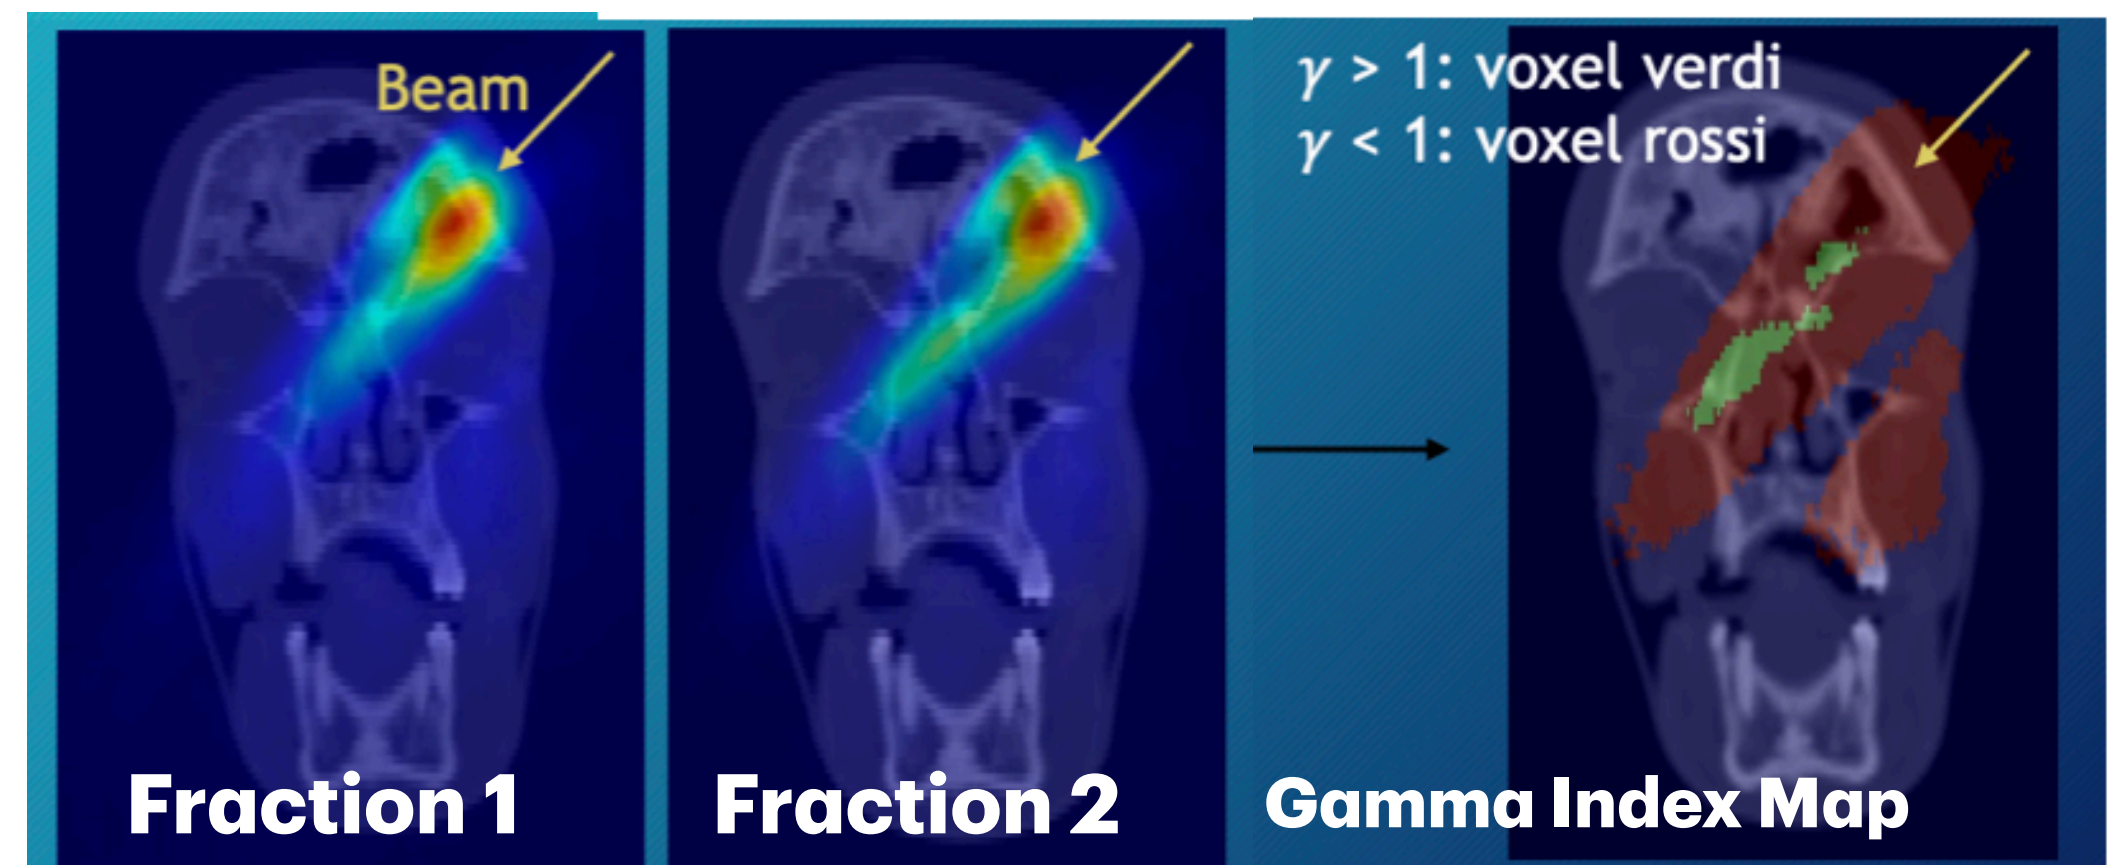 Beam
γ > 1: voxel verdi
γ < 1: voxel rossi
Fraction 1
Fraction 2
Gamma Index Map